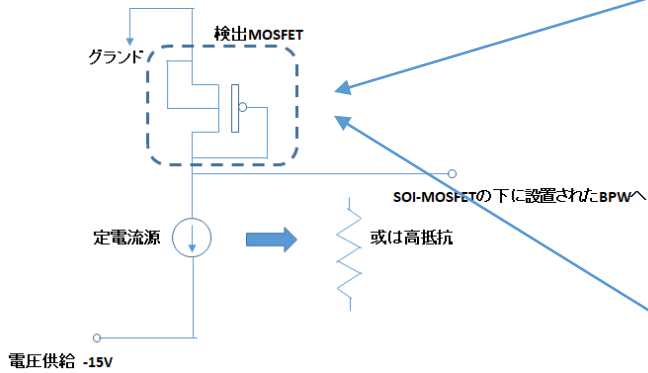 検出MOSFET
グランド
SOI-MOSFETの下に設置されたBPWへ
定電流源
或は高抵抗
電圧供給 -15V